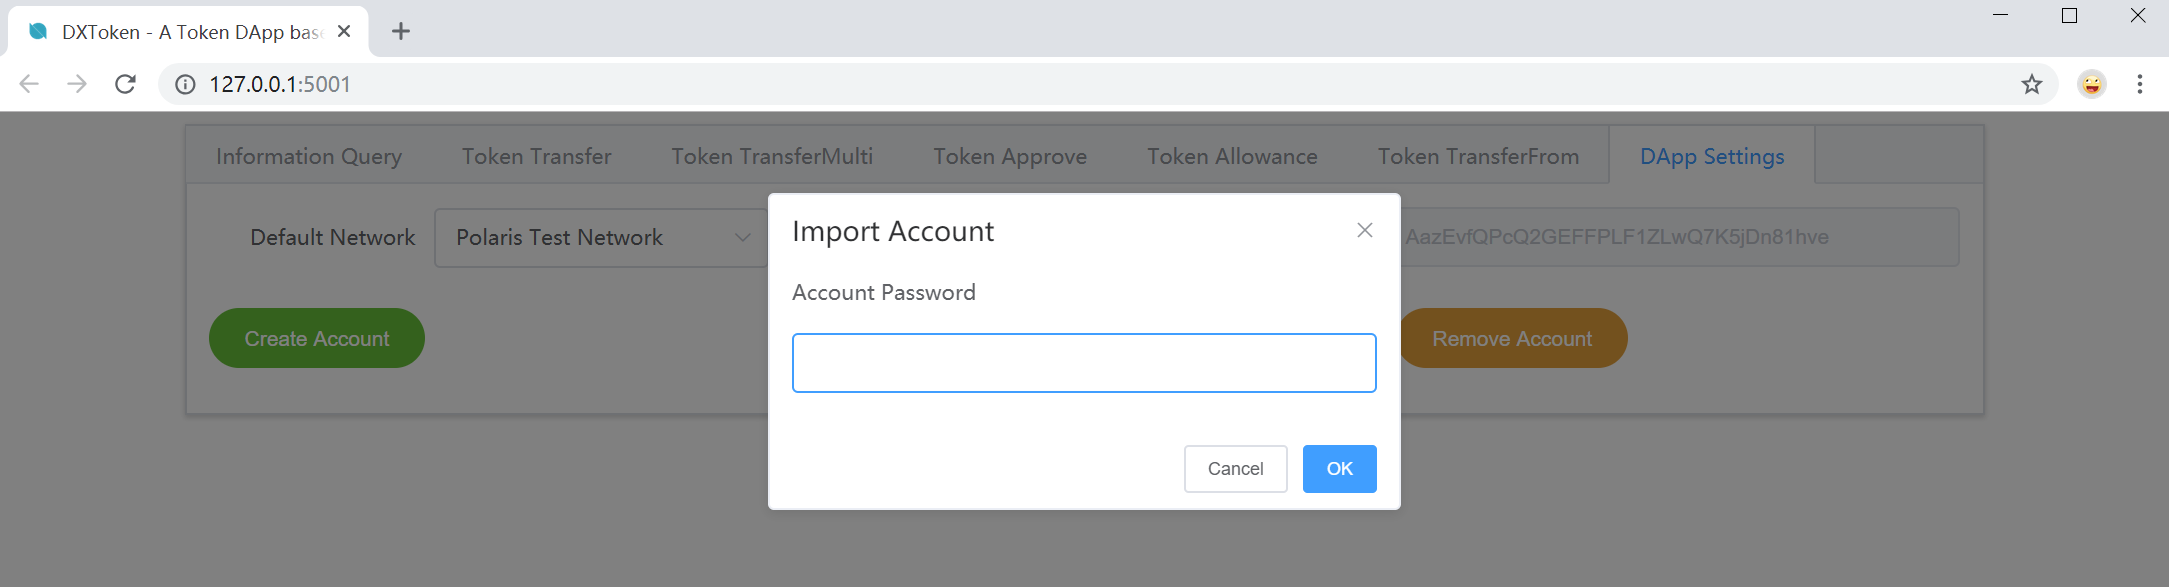 DXToken - A Token DApp bas
127.0.0.1:5001
Information Query Token Transfer Token TransferMulti Token Approve Token Allowance Token TransferFrom DApp Settings
Default Network Polaris Test Network AazEvfQPcQ2GEFFPLF1ZLwQ7K5jDn81hve
Import Account
Account Password
Create Account Remove Account
Cancel OK